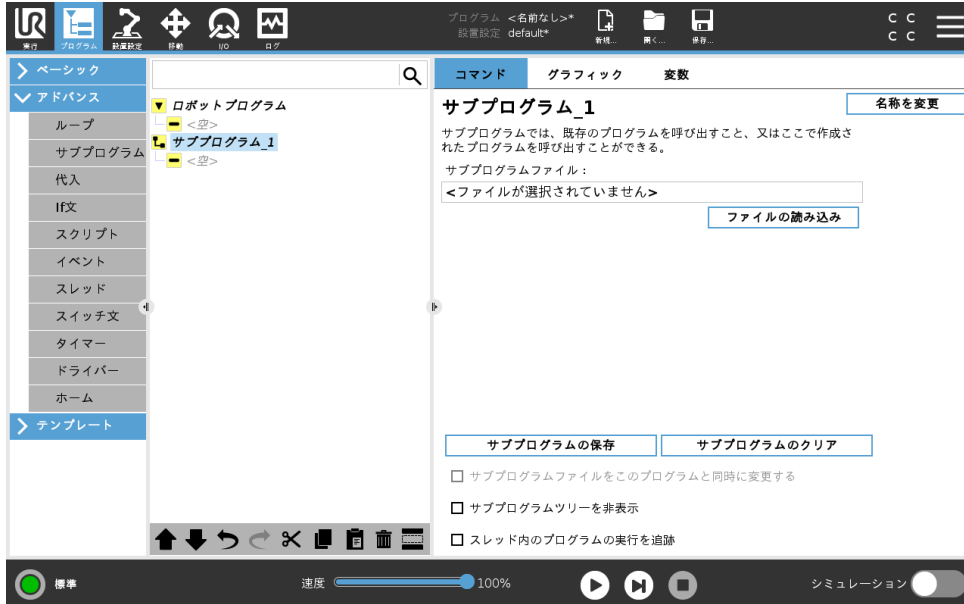 UR
実行
プログラム
設置設定
移動
I/O
ログ
プログラム <名前なし>*
設置設定 default*
新規...
開く...
保存...
C C
C C
ベーシック
アドバンス
ループ
サブプログラム
代入
If文
スクリプト
イベント
スレッド
スイッチ文
タイマー
ドライバー
ホーム
テンプレート
ロボットプログラム
<空>
サブプログラム_1
<空>
コマンド グラフィック 変数
サブプログラム_1
名称を変更
サブプログラムでは、既存のプログラムを呼び出すこと、又はここで作成さ
れたプログラムを呼び出すことができる。
サブプログラムファイル：
<ファイルが選択されていません>
ファイルの読み込み
サブプログラムの保存 サブプログラムのクリア
サブプログラムファイルをこのプログラムと同時に変更する
サブプログラムツリーを非表示
スレッド内のプログラムの実行を追跡
標準
速度 100%
シミュレーション